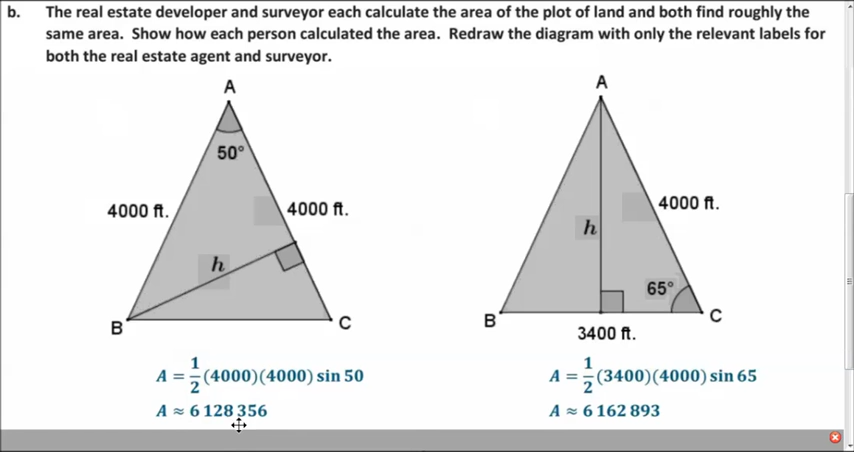 b. The real estate developer and surveyor each calculate the area of the plot of land and both find roughly the
same area. Show how each person calculated the area. Redraw the diagram with only the relevant labels for
both the real estate agent and surveyor.
A
50°
4000 ft.
4000 ft.
h
B
C
A = 1/2 (4000)(4000) sin 50
A ≈ 6 128 356
A
4000 ft.
h
65°
B
C
3400 ft.
A = 1/2 (3400)(4000) sin 65
A ≈ 6 162 893